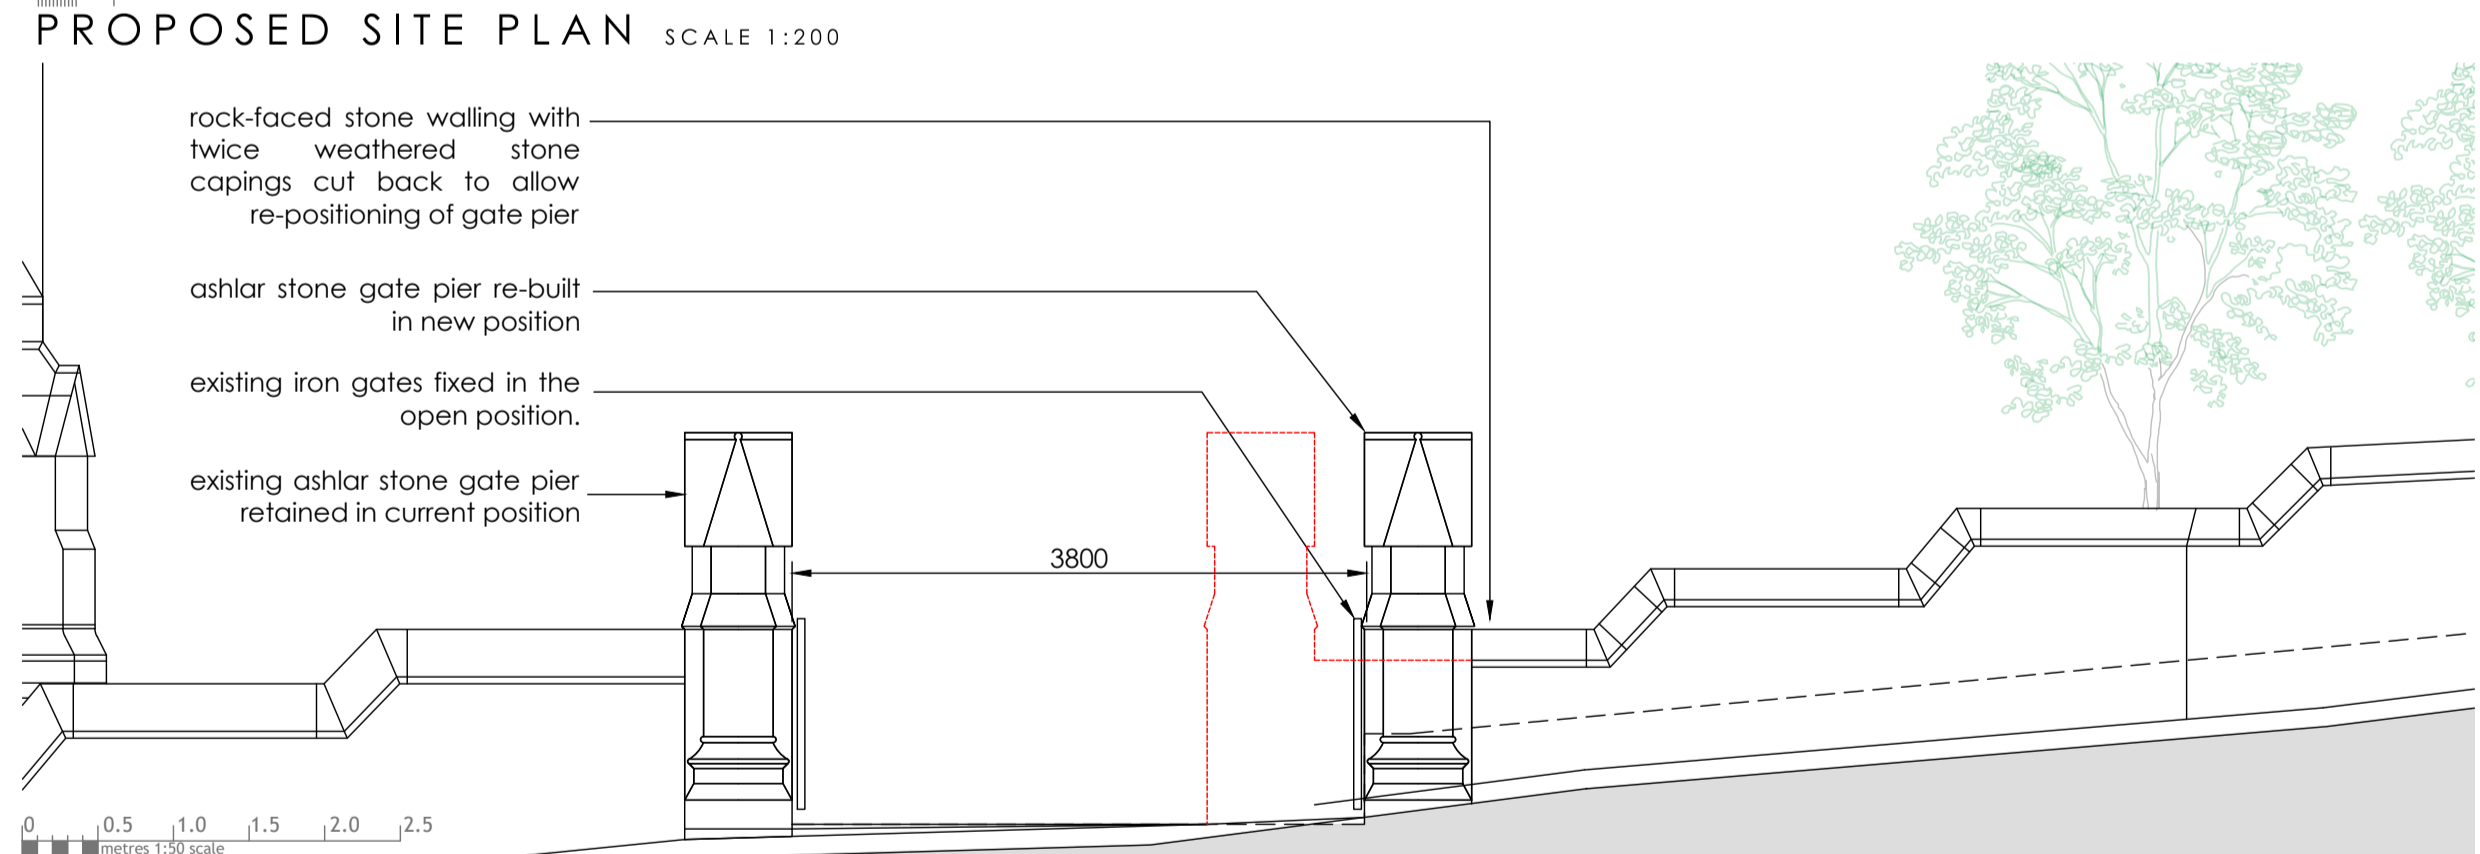 PROPOSED SITE PLAN SCALE 1:200
rock-faced stone walling with
twice weathered stone
capings cut back to allow
re-positioning of gate pier
ashlar stone gate pier re-built
in new position
existing iron gates fixed in the
open position.
existing ashlar stone gate pier
retained in current position
3800
0 0.5 1.0 1.5 2.0 2.5
metres 1:50 scale